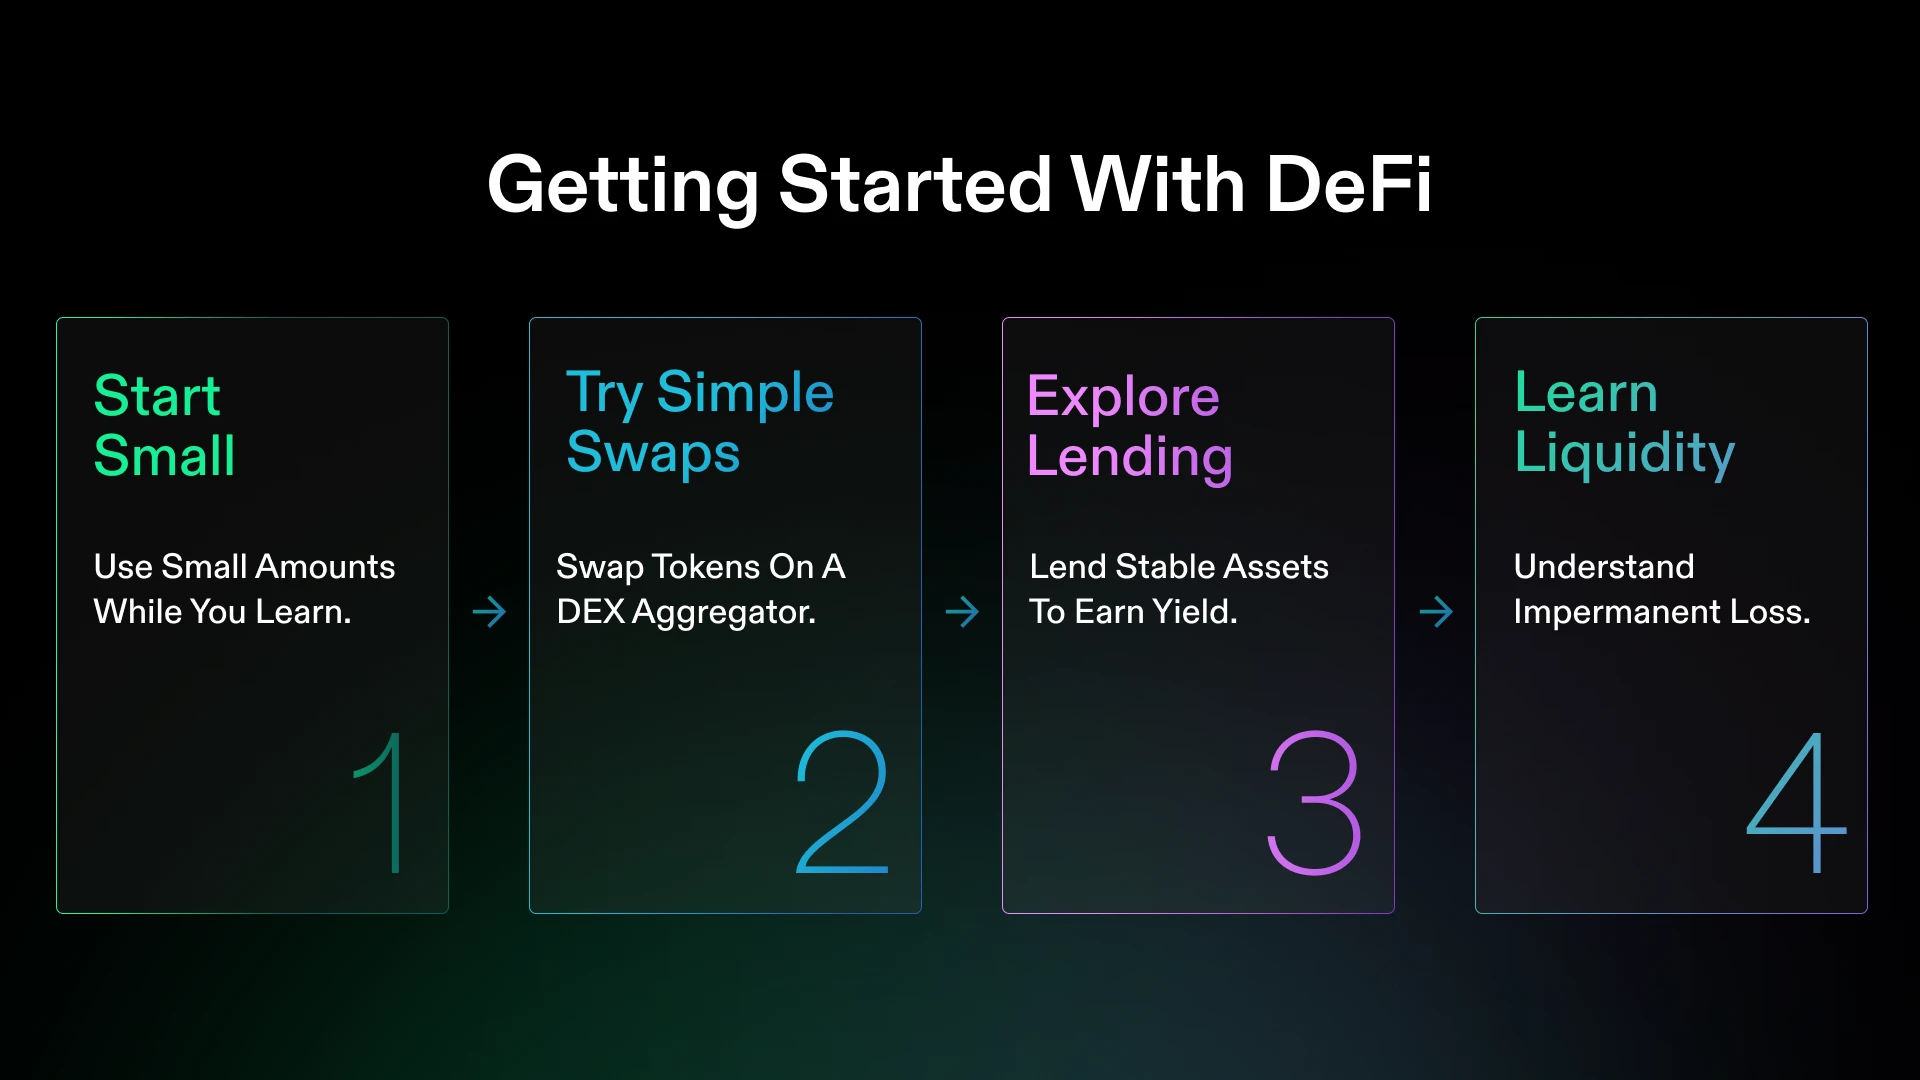 Getting Started With DeFi
Start
Small
Use Small Amounts
While You Learn.
1
Try Simple
Swaps
Swap Tokens On A
DEX Aggregator.
2
Explore
Lending
Lend Stable Assets
To Earn Yield.
3
Learn
Liquidity
Understand
Impermanent Loss.
4